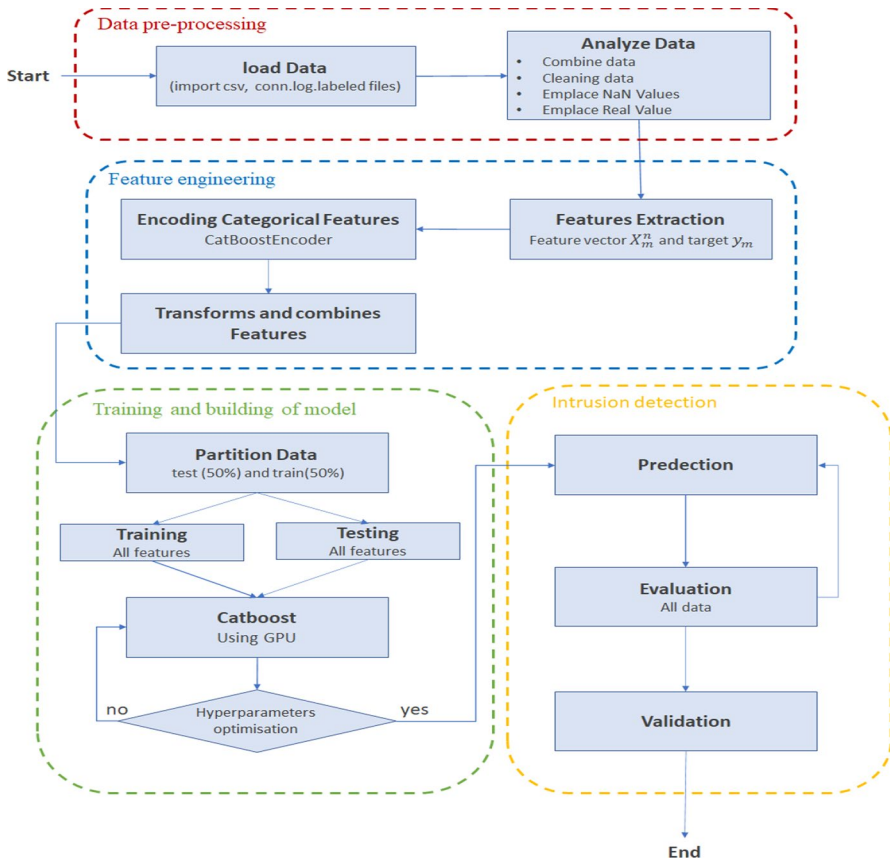 Data pre-processing
Start
load Data
(import csv, conn.log.labeled files)
Analyze Data
• Combine data
• Cleaning data
• Emplace NaN Values
• Emplace Real Value
Feature engineering
Encoding Categorical Features
CatBoostEncoder
Features Extraction
Feature vector $X_m^n$ and target $y_m$
Transforms and combines
Features
Training and building of model
Partition Data
test (50%) and train(50%)
Training
All features
Testing
All features
Catboost
Using GPU
no
Hyperparameters
optimisation
yes
Intrusion detection
Predection
Evaluation
All data
Validation
End